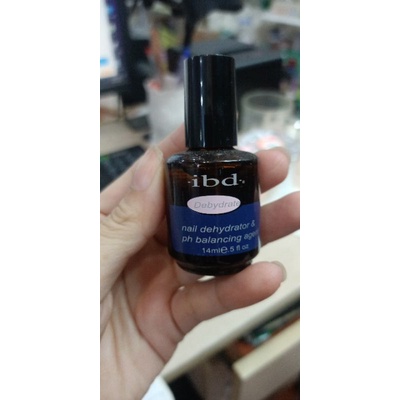 ibd
Dehydrate
nail dehydrator &
ph balancing agent
14ml℮.5 fl oz